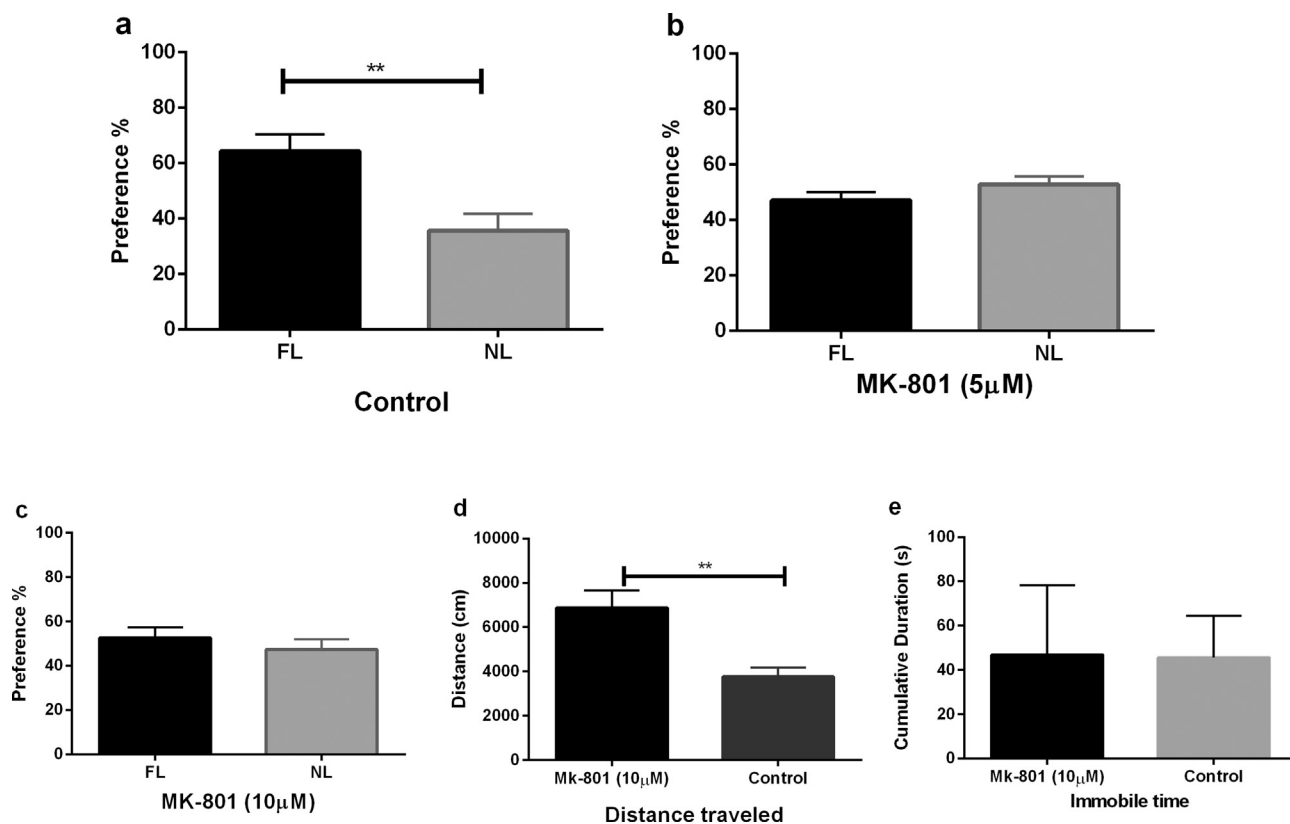 a
100
80
60
40
20
0
Preference %
**
FL NL
Control
b
100
80
60
40
20
0
Preference %
FL NL
MK-801 (5μM)
c
100
80
60
40
20
0
Preference %
FL NL
MK-801 (10μM)
d
10000
8000
6000
4000
2000
0
Distance (cm)
**
Mk-801 (10μM) Control
Distance traveled
e
100
80
60
40
20
0
Cumulative Duration (s)
Mk-801 (10μM) Control
Immobile time